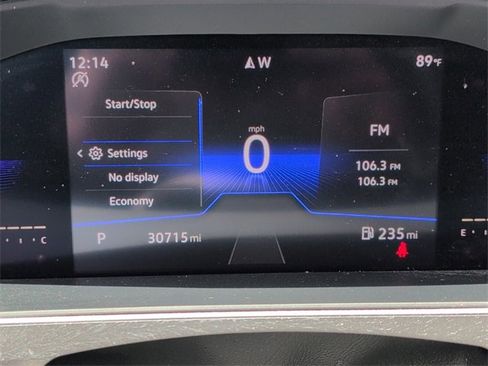 12:14
W
89°F
Start/Stop
Settings
No display
Economy
mph
0
FM
106.3 FM
106.3 FM
C
P
30715 mi
235 mi
E